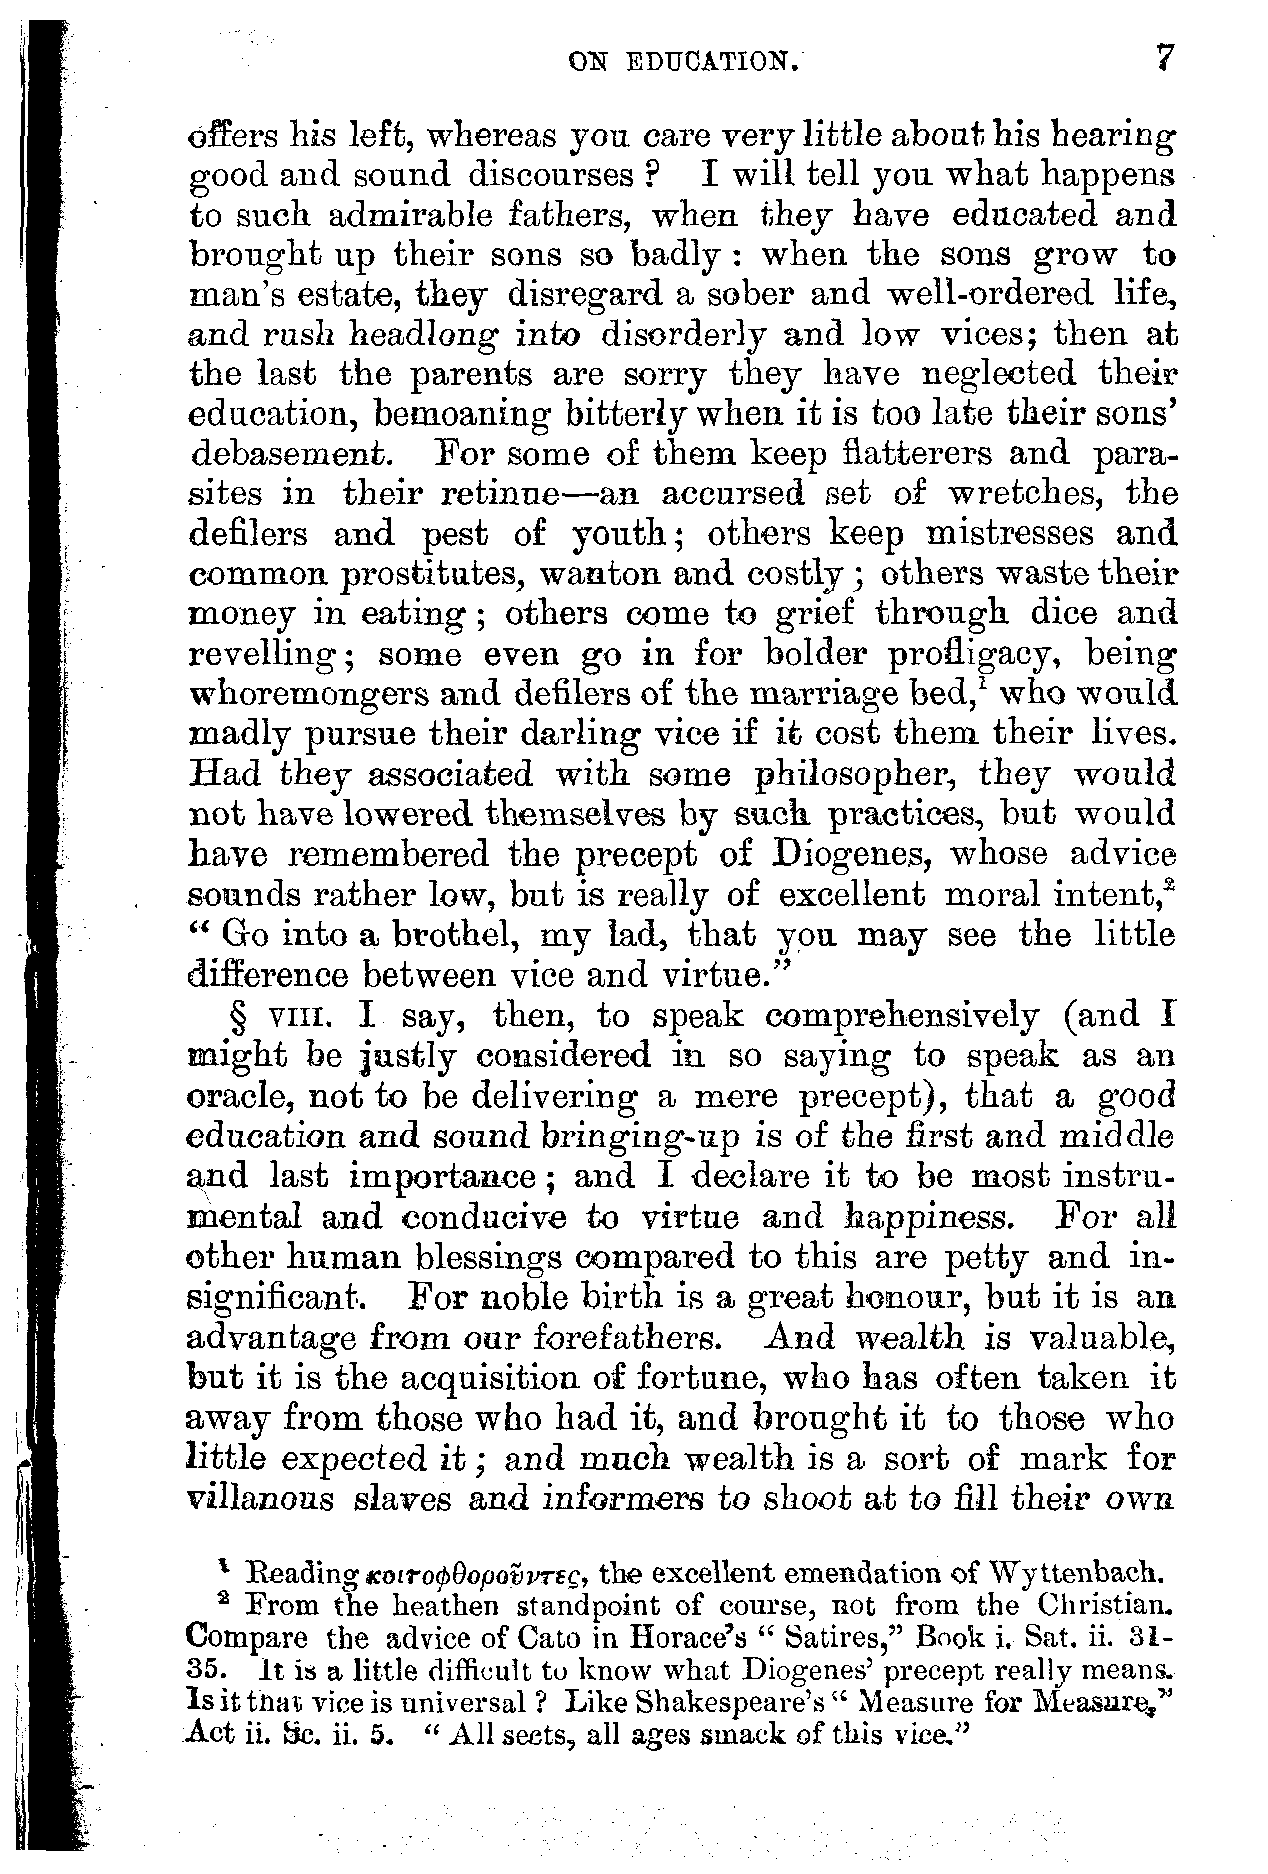 ON EDUCATION. 7
offers his left, whereas you care very little about his hearing
good and sound discourses ? I will tell you what happens
to such admirable fathers, when they have educated and
brought up their sons so badly : when the sons grow to
man's estate, they disregard a sober and well-ordered life,
and rush headlong into disorderly and low vices; then at
the last the parents are sorry they have neglected their
education, bemoaning bitterly when it is too late their sons'
debasement. For some of them keep flatterers and para-
sites in their retinue—an accursed set of wretches, the
defilers and pest of youth; others keep mistresses and
common prostitutes, wanton and costly; others waste their
money in eating; others come to grief through dice and
revelling; some even go in for bolder profligacy, being
whoremongers and defilers of the marriage bed,¹ who would
madly pursue their darling vice if it cost them their lives.
Had they associated with some philosopher, they would
not have lowered themselves by such practices, but would
have remembered the precept of Diogenes, whose advice
sounds rather low, but is really of excellent moral intent,²
“ Go into a brothel, my lad, that you may see the little
difference between vice and virtue.”
§ VIII. I say, then, to speak comprehensively (and I
might be justly considered in so saying to speak as an
oracle, not to be delivering a mere precept), that a good
education and sound bringing-up is of the first and middle
and last importance; and I declare it to be most instru-
mental and conducive to virtue and happiness. For all
other human blessings compared to this are petty and in-
significant. For noble birth is a great honour, but it is an
advantage from our forefathers. And wealth is valuable,
but it is the acquisition of fortune, who has often taken it
away from those who had it, and brought it to those who
little expected it; and much wealth is a sort of mark for
villanous slaves and informers to shoot at to fill their own
¹ Reading κοιτοφθοροῦντες, the excellent emendation of Wyttenbach.
² From the heathen standpoint of course, not from the Christian.
Compare the advice of Cato in Horace's “ Satires,” Book i. Sat. ii. 31-
35. It is a little difficult to know what Diogenes' precept really means.
Is it that vice is universal ? Like Shakespeare's “ Measure for Measure,”
Act ii. Sc. ii. 5. “ All sects, all ages smack of this vice.”